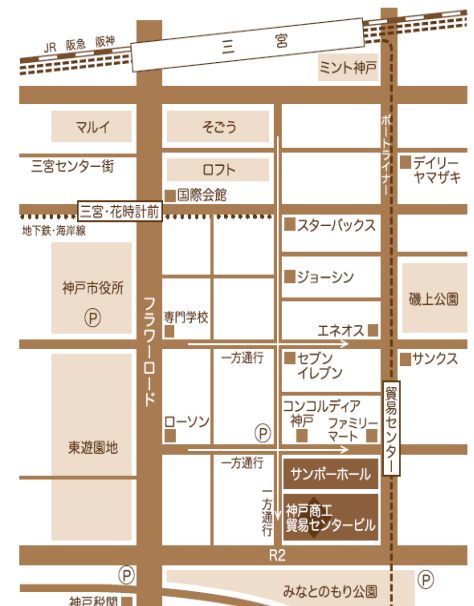 JR 阪急 阪神
三宮
ミント神戸
マルイ
そごう
ポートライナー
三宮センター街
ロフト
デイリー
ヤマザキ
国際会館
三宮・花時計前
地下鉄・海岸線
スターバックス
神戸市役所
P
ジョーシン
磯上公園
フラワーロード
専門学校
エネオス
一方通行
セブン
イレブン
サンクス
コンコルディア
神戸
ファミリー
マート
貿易センター
ローソン
P
東遊園地
一方通行
サンボーホール
一方通行
神戸商工
貿易センタービル
R2
P
P
みなとのもり公園
神戸税関